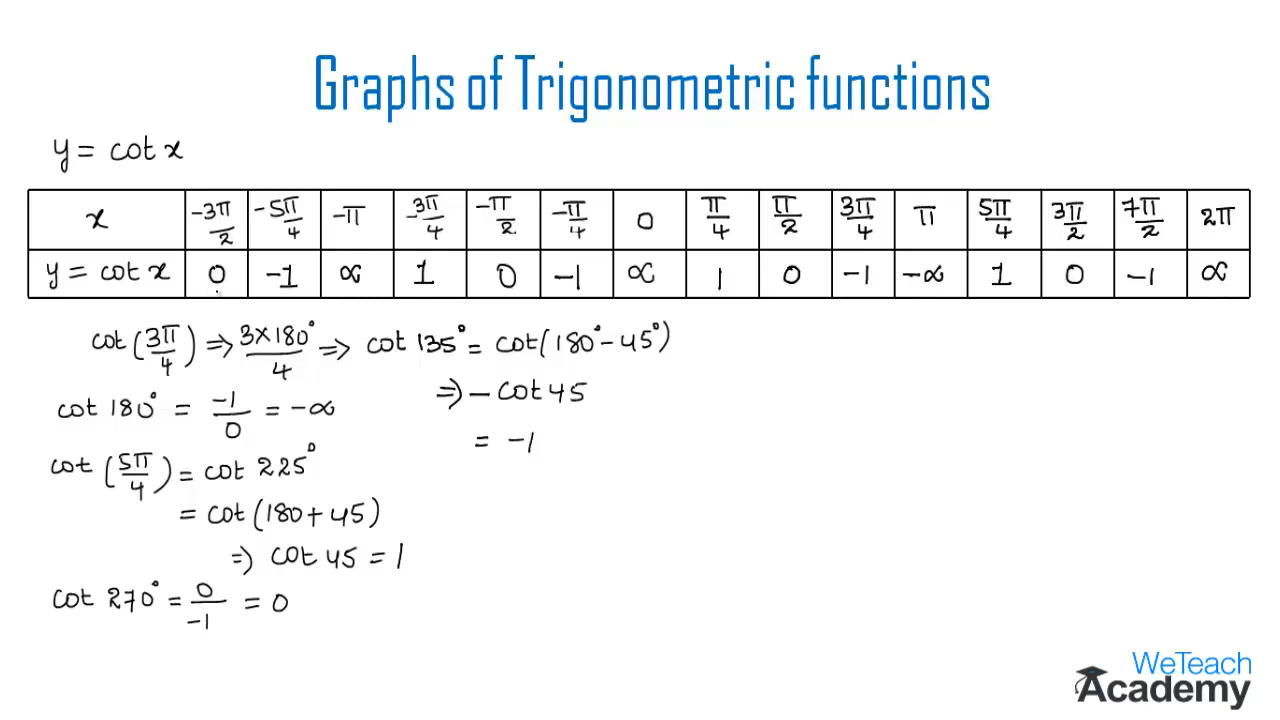 Graphs of Trigonometric functions
y = cot x
x -3π/2 -5π/4 -π -3π/4 -π/2 -π/4 0 π/4 π/2 3π/4 π 5π/4 3π/2 7π/2 2π
y = cot x 0 -1 ∝ 1 0 -1 ∝ 1 0 -1 -∝ 1 0 -1 ∝
cot(3π/4) ⇒ 3×180°/4 ⇒ cot 135° = cot(180° - 45°)
⇒ - cot 45
= -1
cot 180° = -1/0 = -∝
cot(5π/4) = cot 225°
= cot(180 + 45)
⇒ cot 45 = 1
cot 270° = 0/-1 = 0
WeTeach
Academy